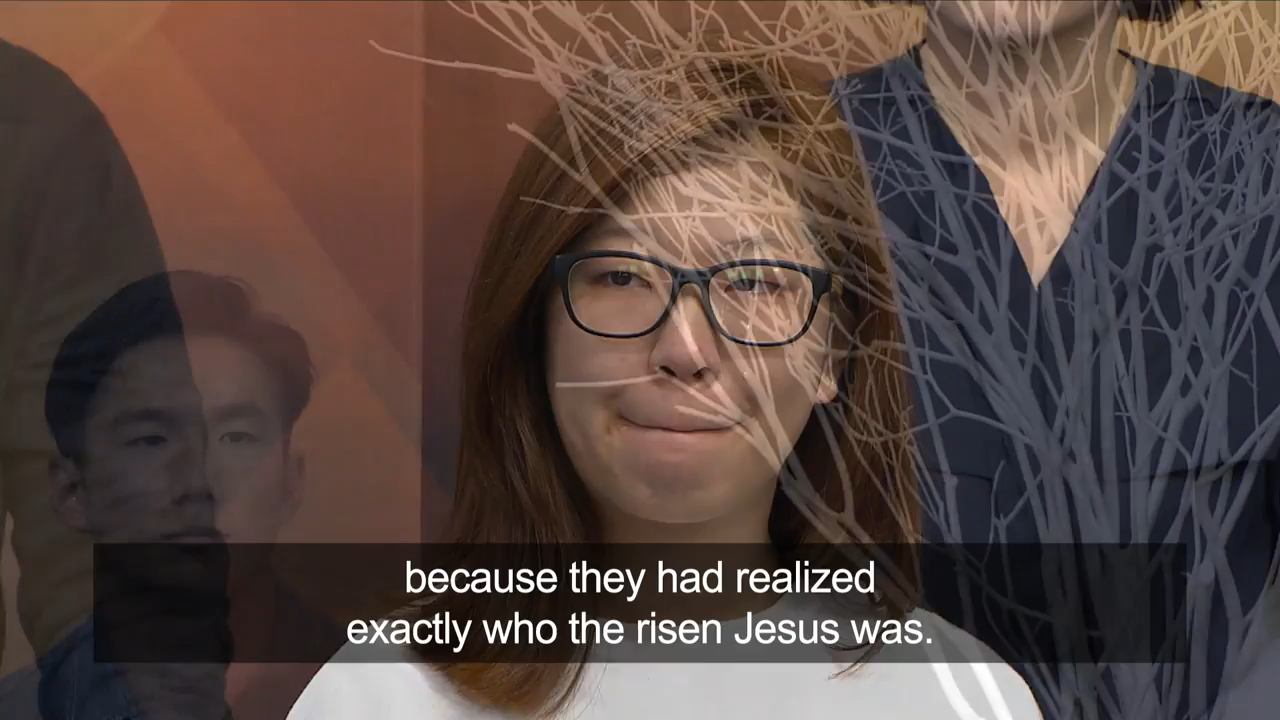 because they had realized
exactly who the risen Jesus was.